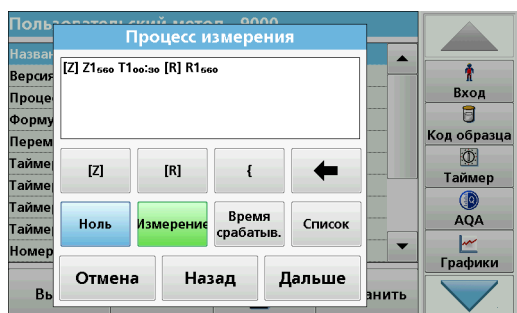 Пользовательский метод 9000
Процесс измерения
Назван
Версия
Проце
Форму
Перем
Тайме
Тайме
Тайме
Тайме
Номер
[Z] Z1₅₆₀ T1₀₀:₃₀ [R] R1₅₆₀
[Z] [R] { 
Ноль Измерение Время срабатыв. Список
Отмена Назад Дальше
Вы анить
Вход
Код образца
Таймер
AQA
Графики